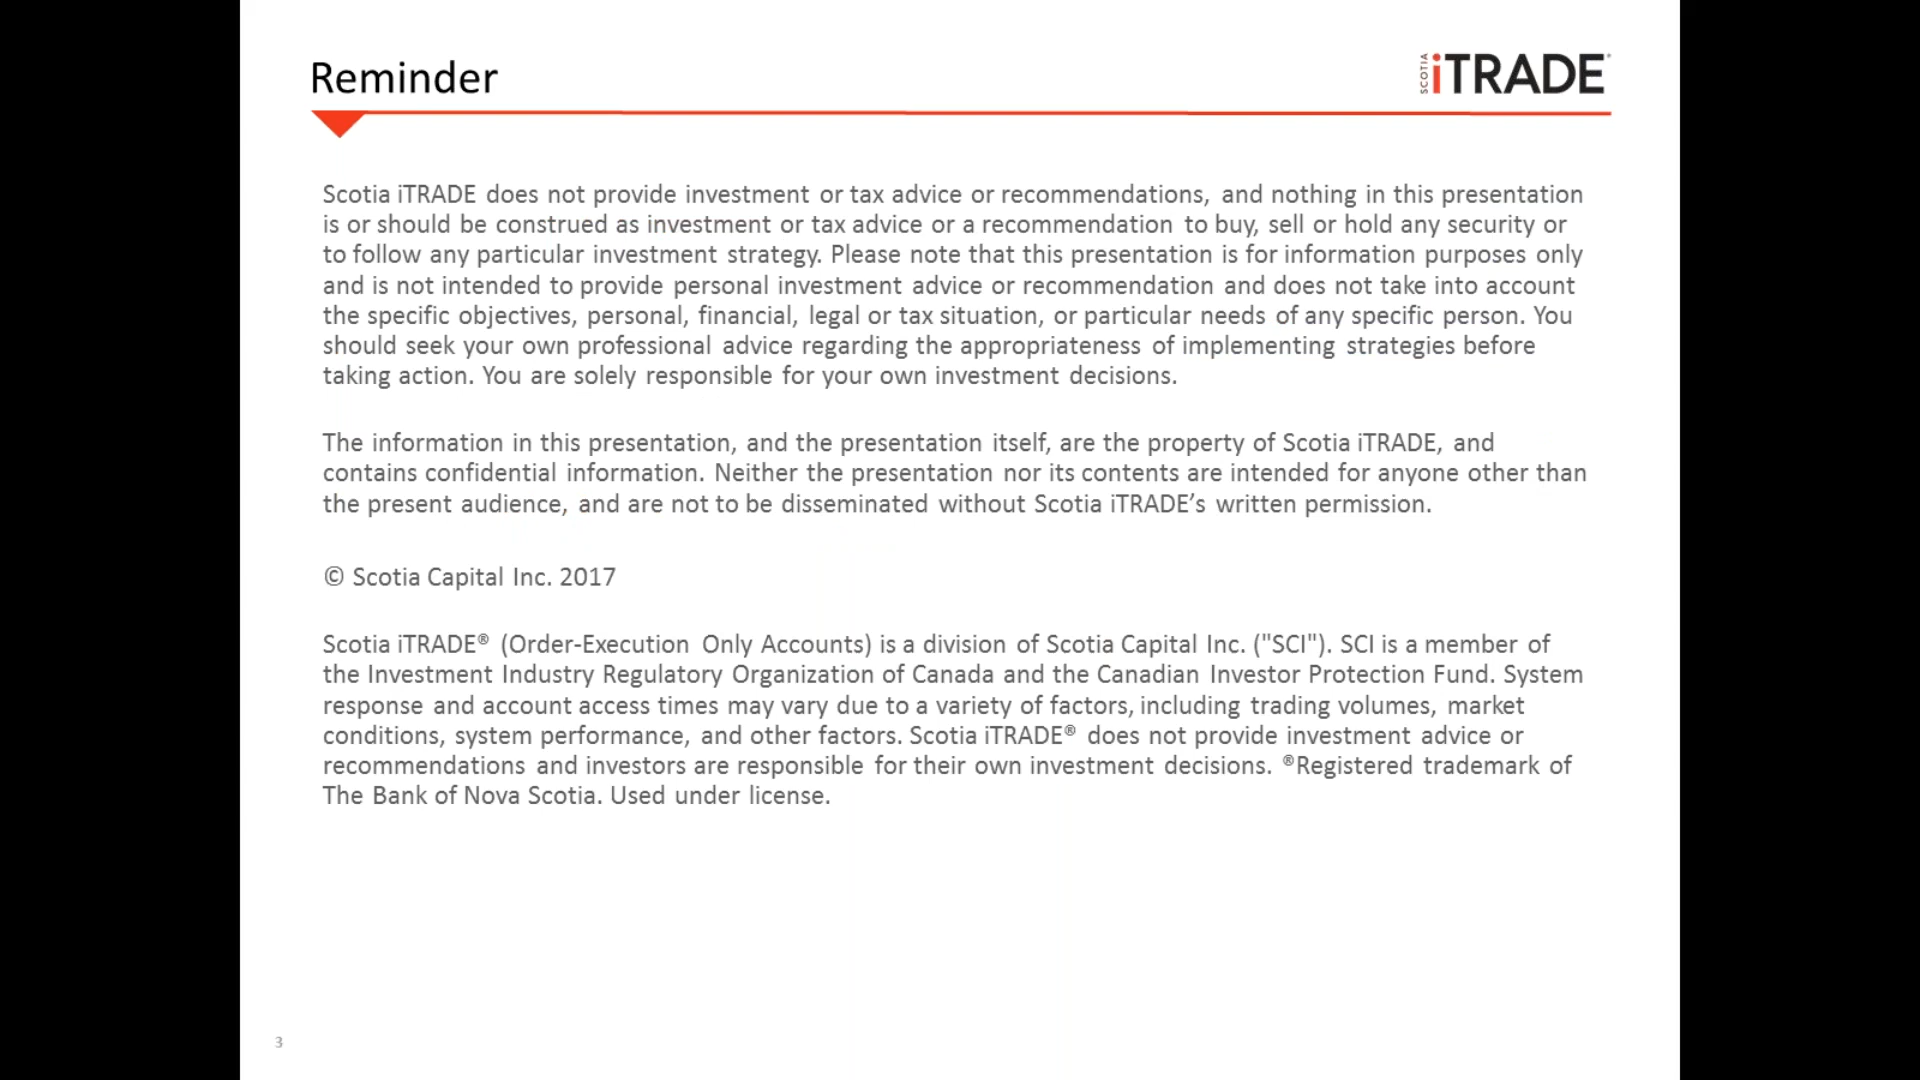 Reminder
SCOTIA iTRADE®
Scotia iTRADE does not provide investment or tax advice or recommendations, and nothing in this presentation
is or should be construed as investment or tax advice or a recommendation to buy, sell or hold any security or
to follow any particular investment strategy. Please note that this presentation is for information purposes only
and is not intended to provide personal investment advice or recommendation and does not take into account
the specific objectives, personal, financial, legal or tax situation, or particular needs of any specific person. You
should seek your own professional advice regarding the appropriateness of implementing strategies before
taking action. You are solely responsible for your own investment decisions.
The information in this presentation, and the presentation itself, are the property of Scotia iTRADE, and
contains confidential information. Neither the presentation nor its contents are intended for anyone other than
the present audience, and are not to be disseminated without Scotia iTRADE’s written permission.
© Scotia Capital Inc. 2017
Scotia iTRADE® (Order-Execution Only Accounts) is a division of Scotia Capital Inc. ("SCI"). SCI is a member of
the Investment Industry Regulatory Organization of Canada and the Canadian Investor Protection Fund. System
response and account access times may vary due to a variety of factors, including trading volumes, market
conditions, system performance, and other factors. Scotia iTRADE® does not provide investment advice or
recommendations and investors are responsible for their own investment decisions. ®Registered trademark of
The Bank of Nova Scotia. Used under license.
3